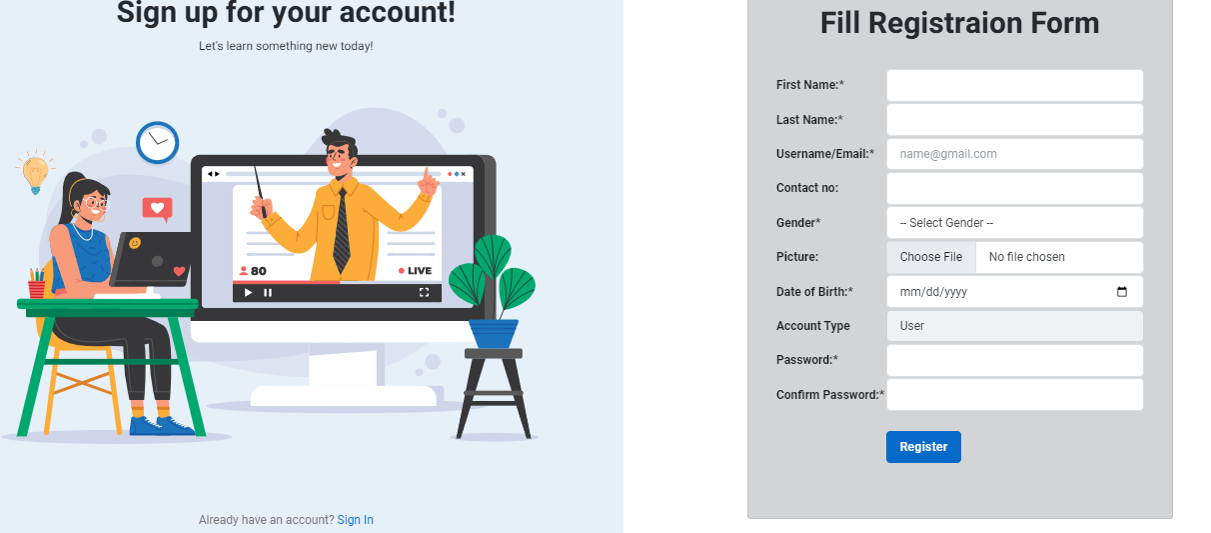 Sign up for your account!
Let's learn something new today!
80
LIVE
Already have an account? Sign In
Fill Registraion Form
First Name:*
Last Name:*
Username/Email:* name@gmail.com
Contact no:
Gender* -- Select Gender --
Picture: Choose File No file chosen
Date of Birth:* mm/dd/yyyy
Account Type User
Password:*
Confirm Password:*
Register